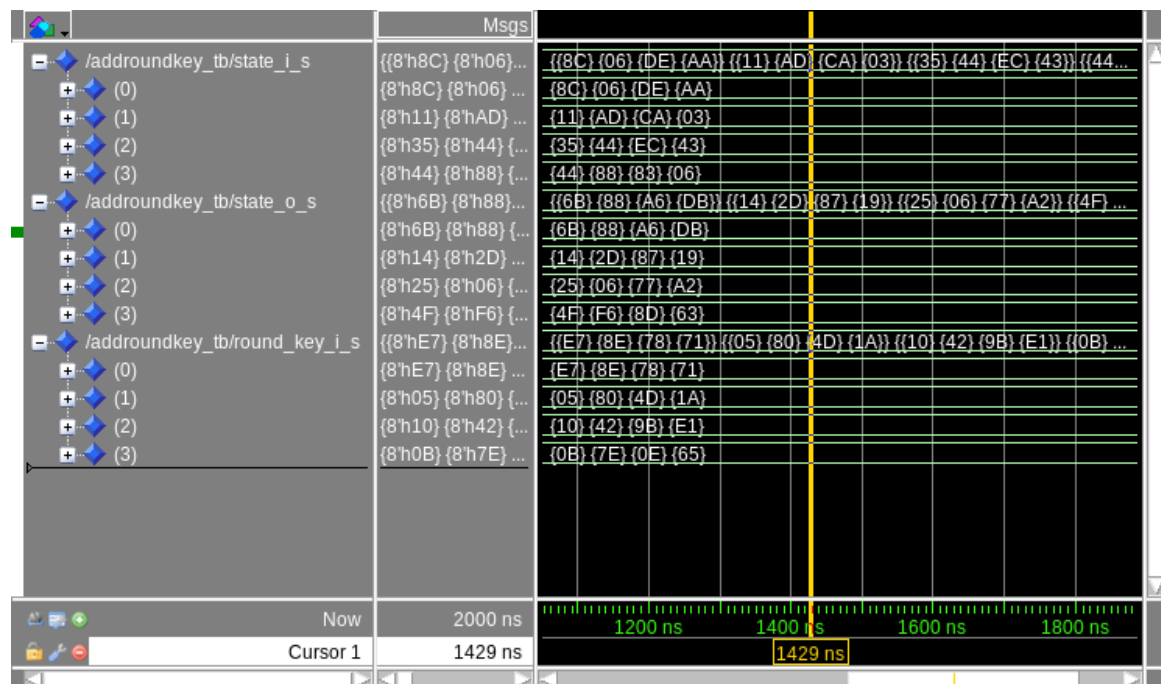 Msgs
/addroundkey_tb/state_i_s {{8'h8C} {8'h06}... {{8C} {06} {DE} {AA}} {{11} {AD} {CA} {03}} {{35} {44} {EC} {43}} {{44...
(0) {8'h8C} {8'h06} ... {8C} {06} {DE} {AA}
(1) {8'h11} {8'hAD} ... {11} {AD} {CA} {03}
(2) {8'h35} {8'h44} {... {35} {44} {EC} {43}
(3) {8'h44} {8'h88} ... {44} {88} {83} {06}
/addroundkey_tb/state_o_s {{8'h6B} {8'h88}... {{6B} {88} {A6} {DB}} {{14} {2D} {87} {19}} {{25} {06} {77} {A2}} {{4F} ...
(0) {8'h6B} {8'h88} {... {6B} {88} {A6} {DB}
(1) {8'h14} {8'h2D} ... {14} {2D} {87} {19}
(2) {8'h25} {8'h06} {... {25} {06} {77} {A2}
(3) {8'h4F} {8'hF6} {... {4F} {F6} {8D} {63}
/addroundkey_tb/round_key_i_s {{8'hE7} {8'h8E}... {{E7} {8E} {78} {71}} {{05} {80} {4D} {1A}} {{10} {42} {9B} {E1}} {{0B} ...
(0) {8'hE7} {8'h8E} ... {E7} {8E} {78} {71}
(1) {8'h05} {8'h80} {... {05} {80} {4D} {1A}
(2) {8'h10} {8'h42} {... {10} {42} {9B} {E1}
(3) {8'h0B} {8'h7E} ... {0B} {7E} {0E} {65}
Now 2000 ns 1200 ns 1400 ns 1600 ns 1800 ns
Cursor 1 1429 ns 1429 ns